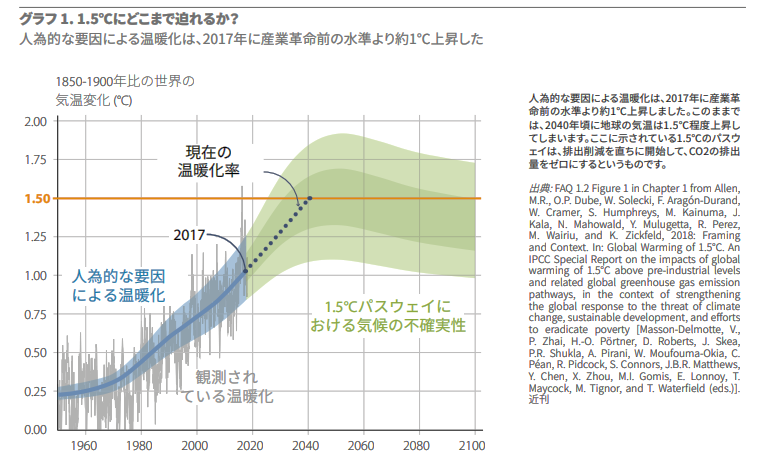 グラフ 1. 1.5℃にどこまで迫れるか?
人為的な要因による温暖化は、2017年に産業革命前の水準より約1℃上昇した
1850-1900年比の世界の
気温変化 (℃)
2.00
1.75
1.50
1.25
1.00
0.75
0.50
0.25
0.00
現在の
温暖化率
2017
人為的な要因
による温暖化
1.5℃パスウェイに
おける気候の不確実性
観測され
ている温暖化
1960
1980
2000
2020
2040
2060
2080
2100
人為的な要因による温暖化は、2017年に産業革
命前の水準より約1℃上昇しました。このままで
は、2040年頃に地球の気温は1.5℃程度上昇し
てしまいます。ここに示されている1.5℃のパスウ
ェイは、排出削減を直ちに開始して、CO2の排出
量をゼロにするというものです。
出典: FAQ 1.2 Figure 1 in Chapter 1 from Allen,
M.R., O.P. Dube, W. Solecki, F. Aragón-Durand,
W. Cramer, S. Humphreys, M. Kainuma, J.
Kala, N. Mahowald, Y. Mulugetta, R. Perez,
M. Wairiu, and K. Zickfeld, 2018: Framing
and Context. In: Global Warming of 1.5℃. An
IPCC Special Report on the impacts of global
warming of 1.5℃ above pre-industrial levels
and related global greenhouse gas emission
pathways, in the context of strengthening
the global response to the threat of climate
change, sustainable development, and efforts
to eradicate poverty [Masson-Delmotte, V.,
P. Zhai, H.-O. Pörtner, D. Roberts, J. Skea,
P.R. Shukla, A. Pirani, W. Moufouma-Okia, C.
Péan, R. Pidcock, S. Connors, J.B.R. Matthews,
Y. Chen, X. Zhou, M.I. Gomis, E. Lonnoy, T.
Maycock, M. Tignor, and T. Waterfield (eds.)].
近刊